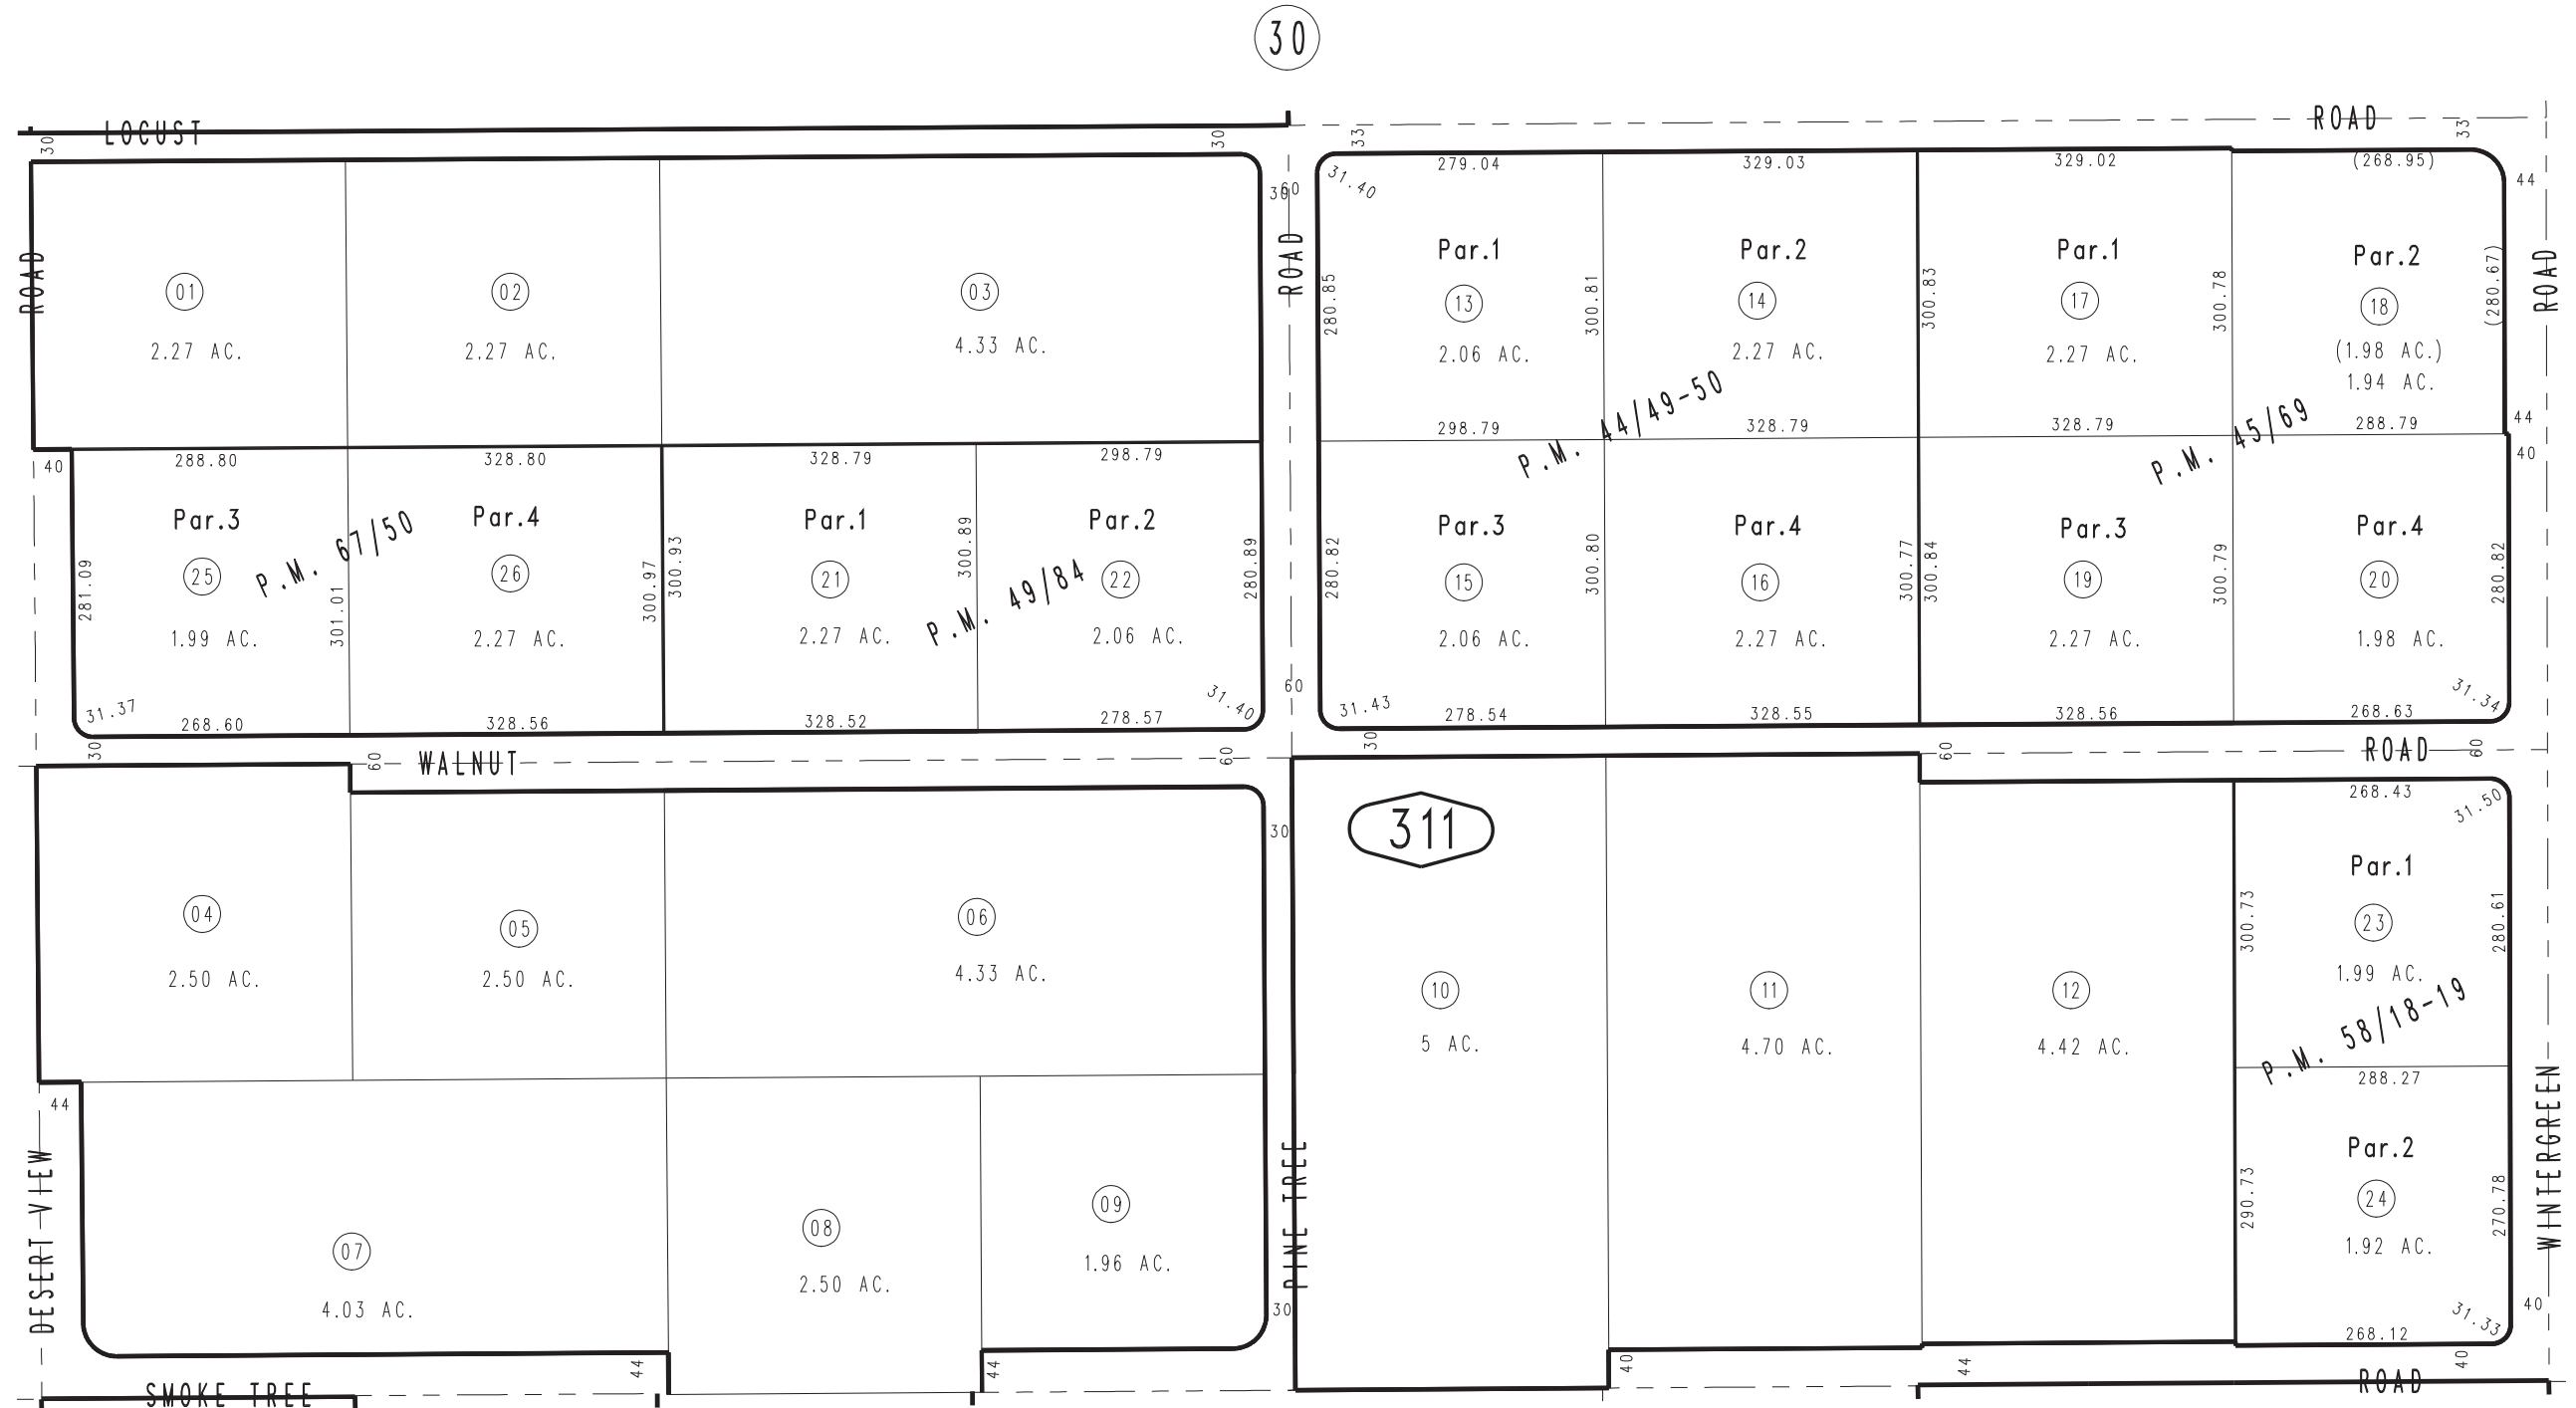 30
LOCUST
ROAD
30
30
33
33
279.04
329.03
329.02
(268.95)
31.40
30
60
44
ROAD
ROAD
ROAD
Par.1
Par.2
Par.1
Par.2
01
02
03
13
14
17
18
280.85
300.81
300.83
300.78
(280.67)
2.27 AC.
2.27 AC.
4.33 AC.
2.06 AC.
2.27 AC.
2.27 AC.
(1.98 AC.)
1.94 AC.
P.M. 44/49-50
P.M. 45/69
298.79
328.79
328.79
288.79
44
40
40
288.80
328.80
328.79
298.79
Par.3
Par.4
Par.1
Par.2
Par.3
Par.4
Par.3
Par.4
P.M. 67/50
P.M. 49/84
25
26
21
22
15
16
19
20
281.09
301.01
300.97
300.93
300.89
280.89
280.82
300.80
300.77
300.84
300.79
280.82
1.99 AC.
2.27 AC.
2.27 AC.
2.06 AC.
2.06 AC.
2.27 AC.
2.27 AC.
1.98 AC.
60
31.37
31.40
31.43
31.34
268.60
328.56
328.52
278.57
278.54
328.55
328.56
268.63
30
60
WALNUT
60
30
60
ROAD
60
268.43
31.50
30
311
Par.1
04
05
06
23
300.73
280.61
2.50 AC.
2.50 AC.
4.33 AC.
10
11
12
1.99 AC.
5 AC.
4.70 AC.
4.42 AC.
P.M. 58/18-19
288.27
44
DESERT VIEW
PINE TREE
WINTERGREEN
Par.2
07
08
09
24
290.73
270.78
4.03 AC.
2.50 AC.
1.96 AC.
1.92 AC.
30
40
31.33
268.12
44
44
40
44
40
SMOKE TREE
ROAD